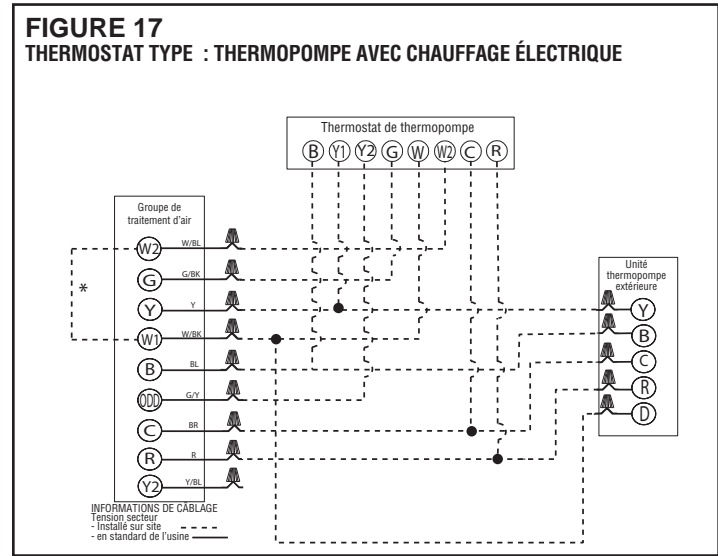 FIGURE 17
THERMOSTAT TYPE : THERMOPOMPE AVEC CHAUFFAGE ÉLECTRIQUE
Thermostat de thermopompe
B Y1 Y2 G W W2 C R
Groupe de
traitement d'air
W2 W/BL
G G/BK
Y Y
W1 W/BK
B BL
ODD G/Y
C BR
R R
Y2 Y/BL
*
Unité
thermopompe
extérieure
Y
B
C
R
D
INFORMATIONS DE CÂBLAGE
Tension secteur
- Installé sur site
- en standard de l'usine